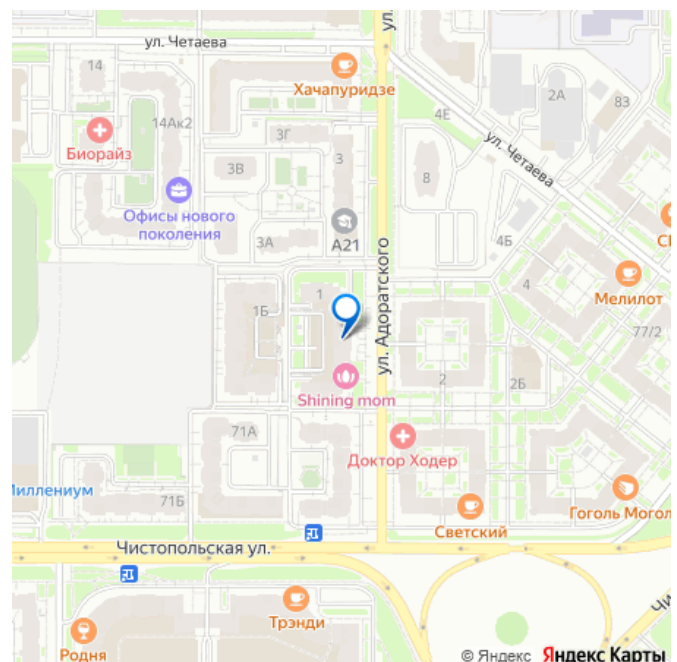 ул. Четаева
ул.
14
Хачапуридзе
4Е
2А
83
14Ак2
3Г
Биорайз
3В
3
8
ул. Четаева
Офисы нового
поколения
3А
А21
4Б
1Б
1
ул. Адоратского
4
Мелилот
77/2
2
2Б
Shining mom
71А
Доктор Ходер
Миллениум
71Б
Светский
Гоголь Могол
Чистопольская ул.
Трэнди
Родня
© Яндекс Яндекс Карты